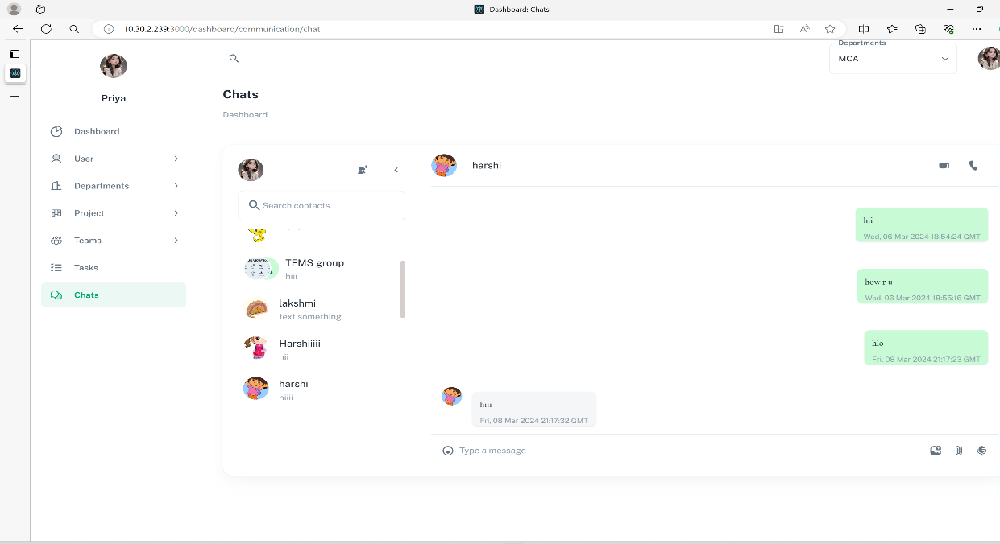 Dashboard: Chats
10.30.2.239:3000/dashboard/communication/chat
Priya
Dashboard
User
Departments
Project
Teams
Tasks
Chats
Departments
MCA
Chats
Dashboard
Search contacts...
TFMS group
hiii
lakshmi
text something
Harshiiiii
hii
harshi
hiiii
harshi
hii
Wed, 06 Mar 2024 18:54:24 GMT
how r u
Wed, 06 Mar 2024 18:55:16 GMT
hlo
Fri, 08 Mar 2024 21:17:23 GMT
hiii
Fri, 08 Mar 2024 21:17:32 GMT
Type a message